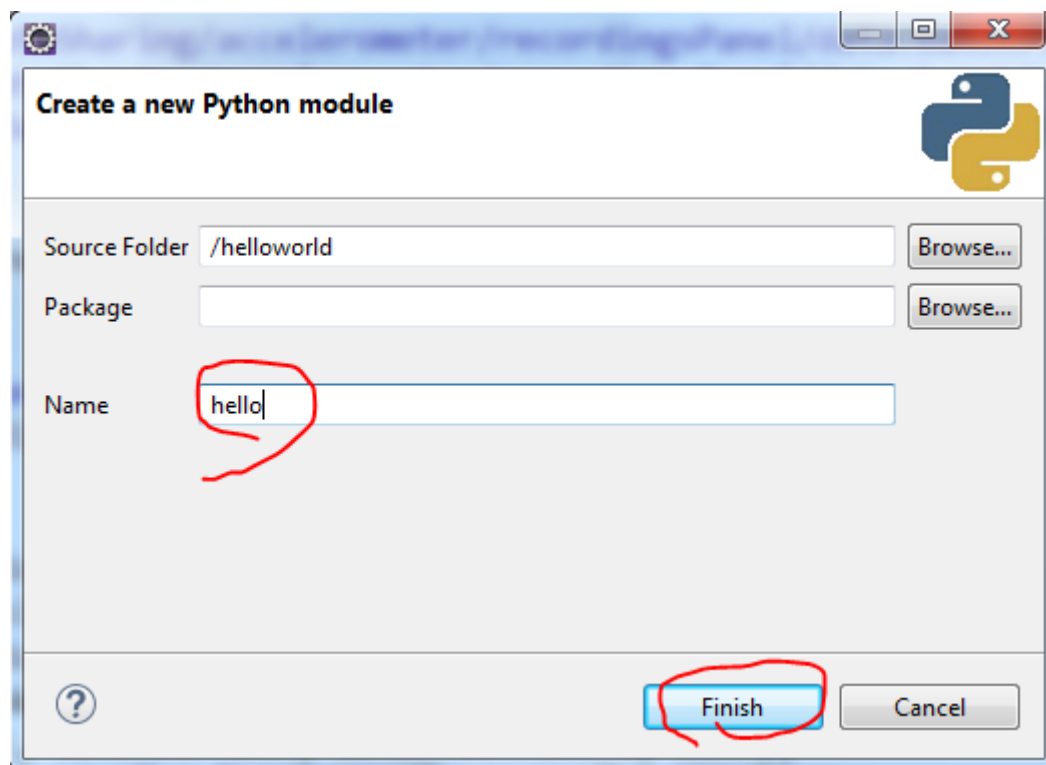 Create a new Python module
Source Folder /helloworld Browse...
Package Browse...
Name hello
? Finish Cancel